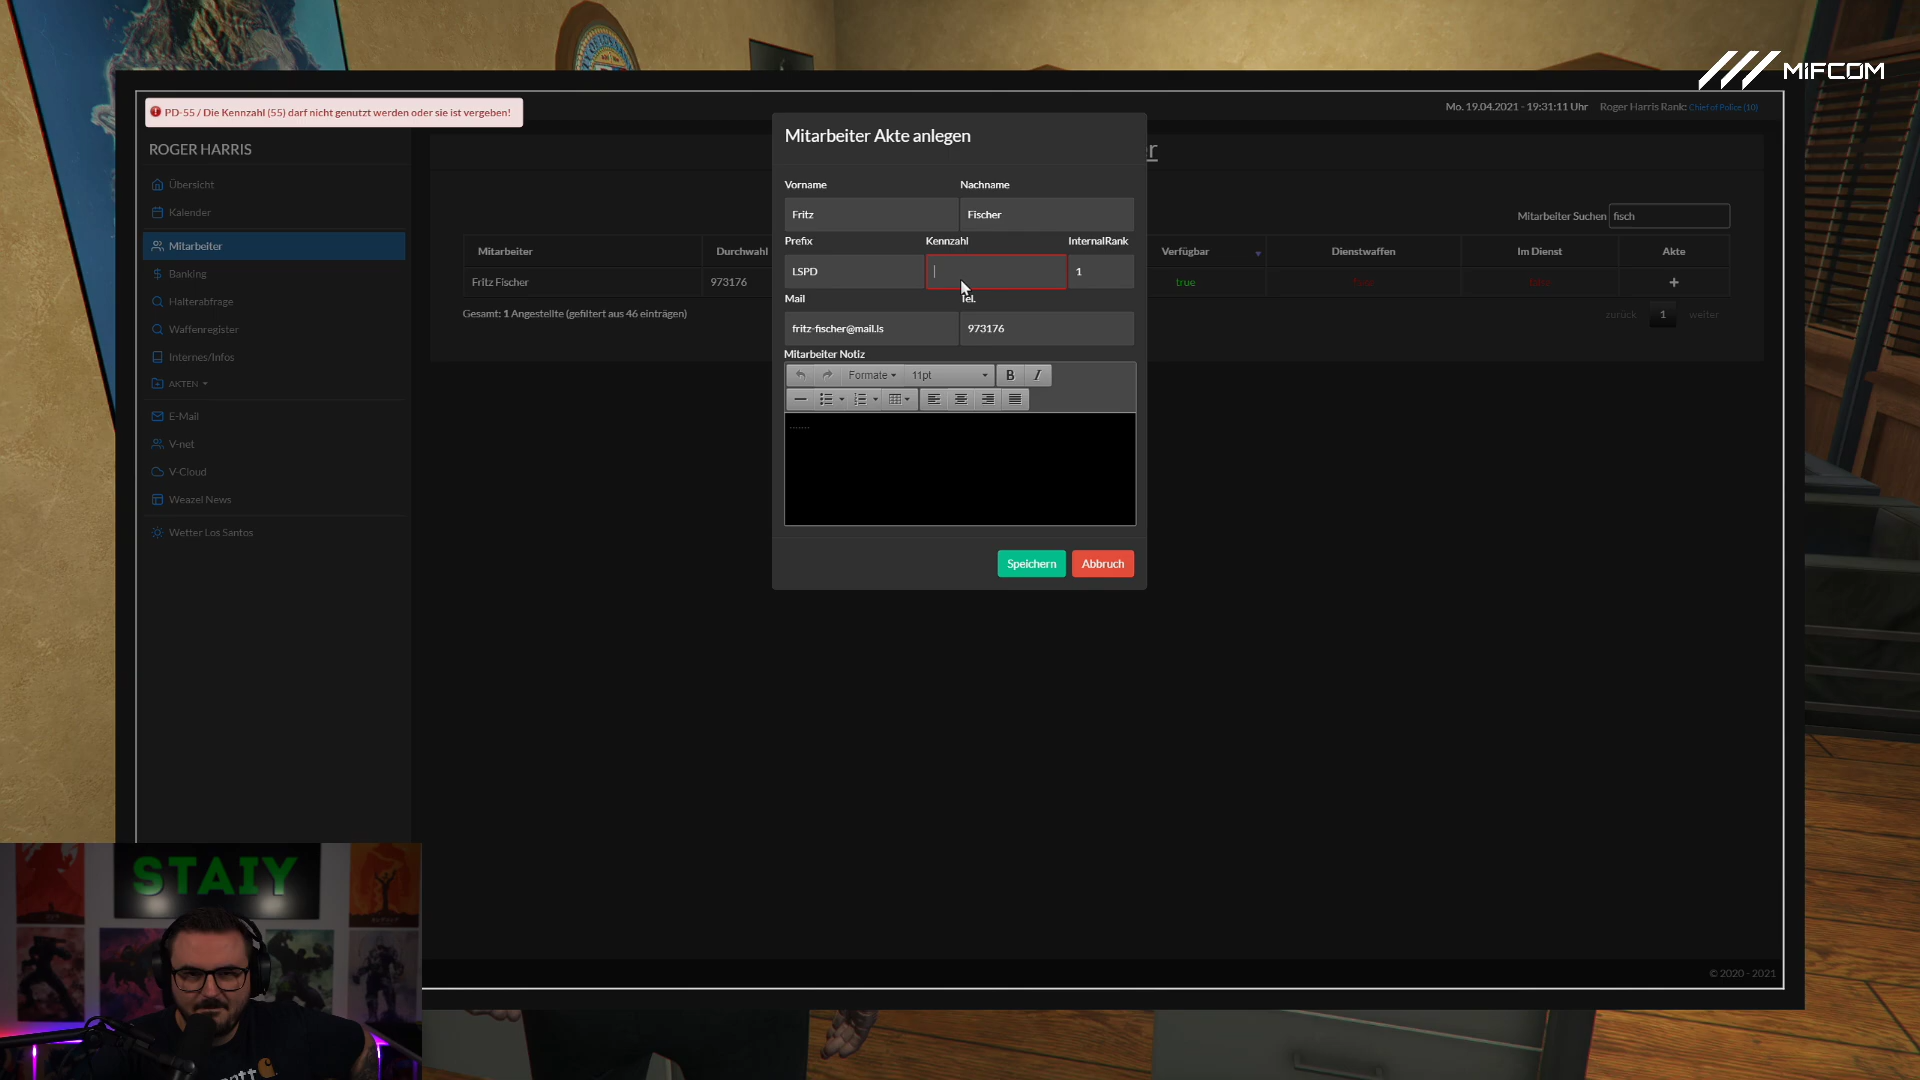 MIFCOM
PD-55 / Die Kennzahl (55) darf nicht genutzt werden oder sie ist vergeben!
Mo. 19.04.2021 - 19:31:11 Uhr
Roger Harris Rank: Chief of Police (10)
ROGER HARRIS
Übersicht
Kalender
Mitarbeiter
Banking
Halterabfrage
Waffenregister
Internes/Infos
AKTEN
E-Mail
V-net
V-Cloud
Weazel News
Wetter Los Santos
r
Mitarbeiter Suchen fisch
Mitarbeiter Durchwahl Verfügbar Dienstwaffen Im Dienst Akte
Fritz Fischer 973176 true false false +
Gesamt: 1 Angestellte (gefiltert aus 46 einträgen)
zurück 1 weiter
Mitarbeiter Akte anlegen
Vorname Nachname
Fritz Fischer
Prefix Kennzahl InternalRank
LSPD 1
Mail Tel.
fritz-fischer@mail.ls 973176
Mitarbeiter Notiz
Formate 11pt B I
.......
Speichern Abbruch
© 2020 - 2021
STAIY